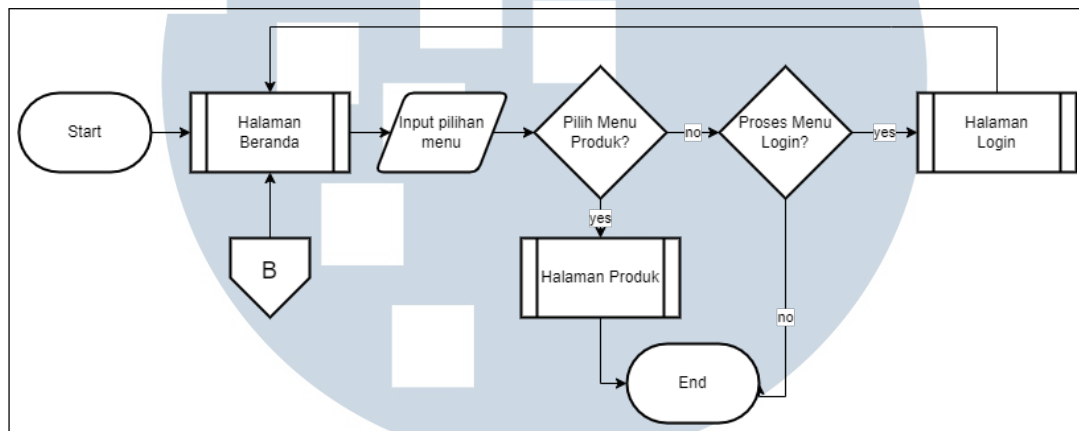 Start
Halaman
Beranda
Input pilihan
menu
Pilih Menu
Produk?
no
Proses Menu
Login?
yes
Halaman
Login
yes
B
Halaman Produk
no
End